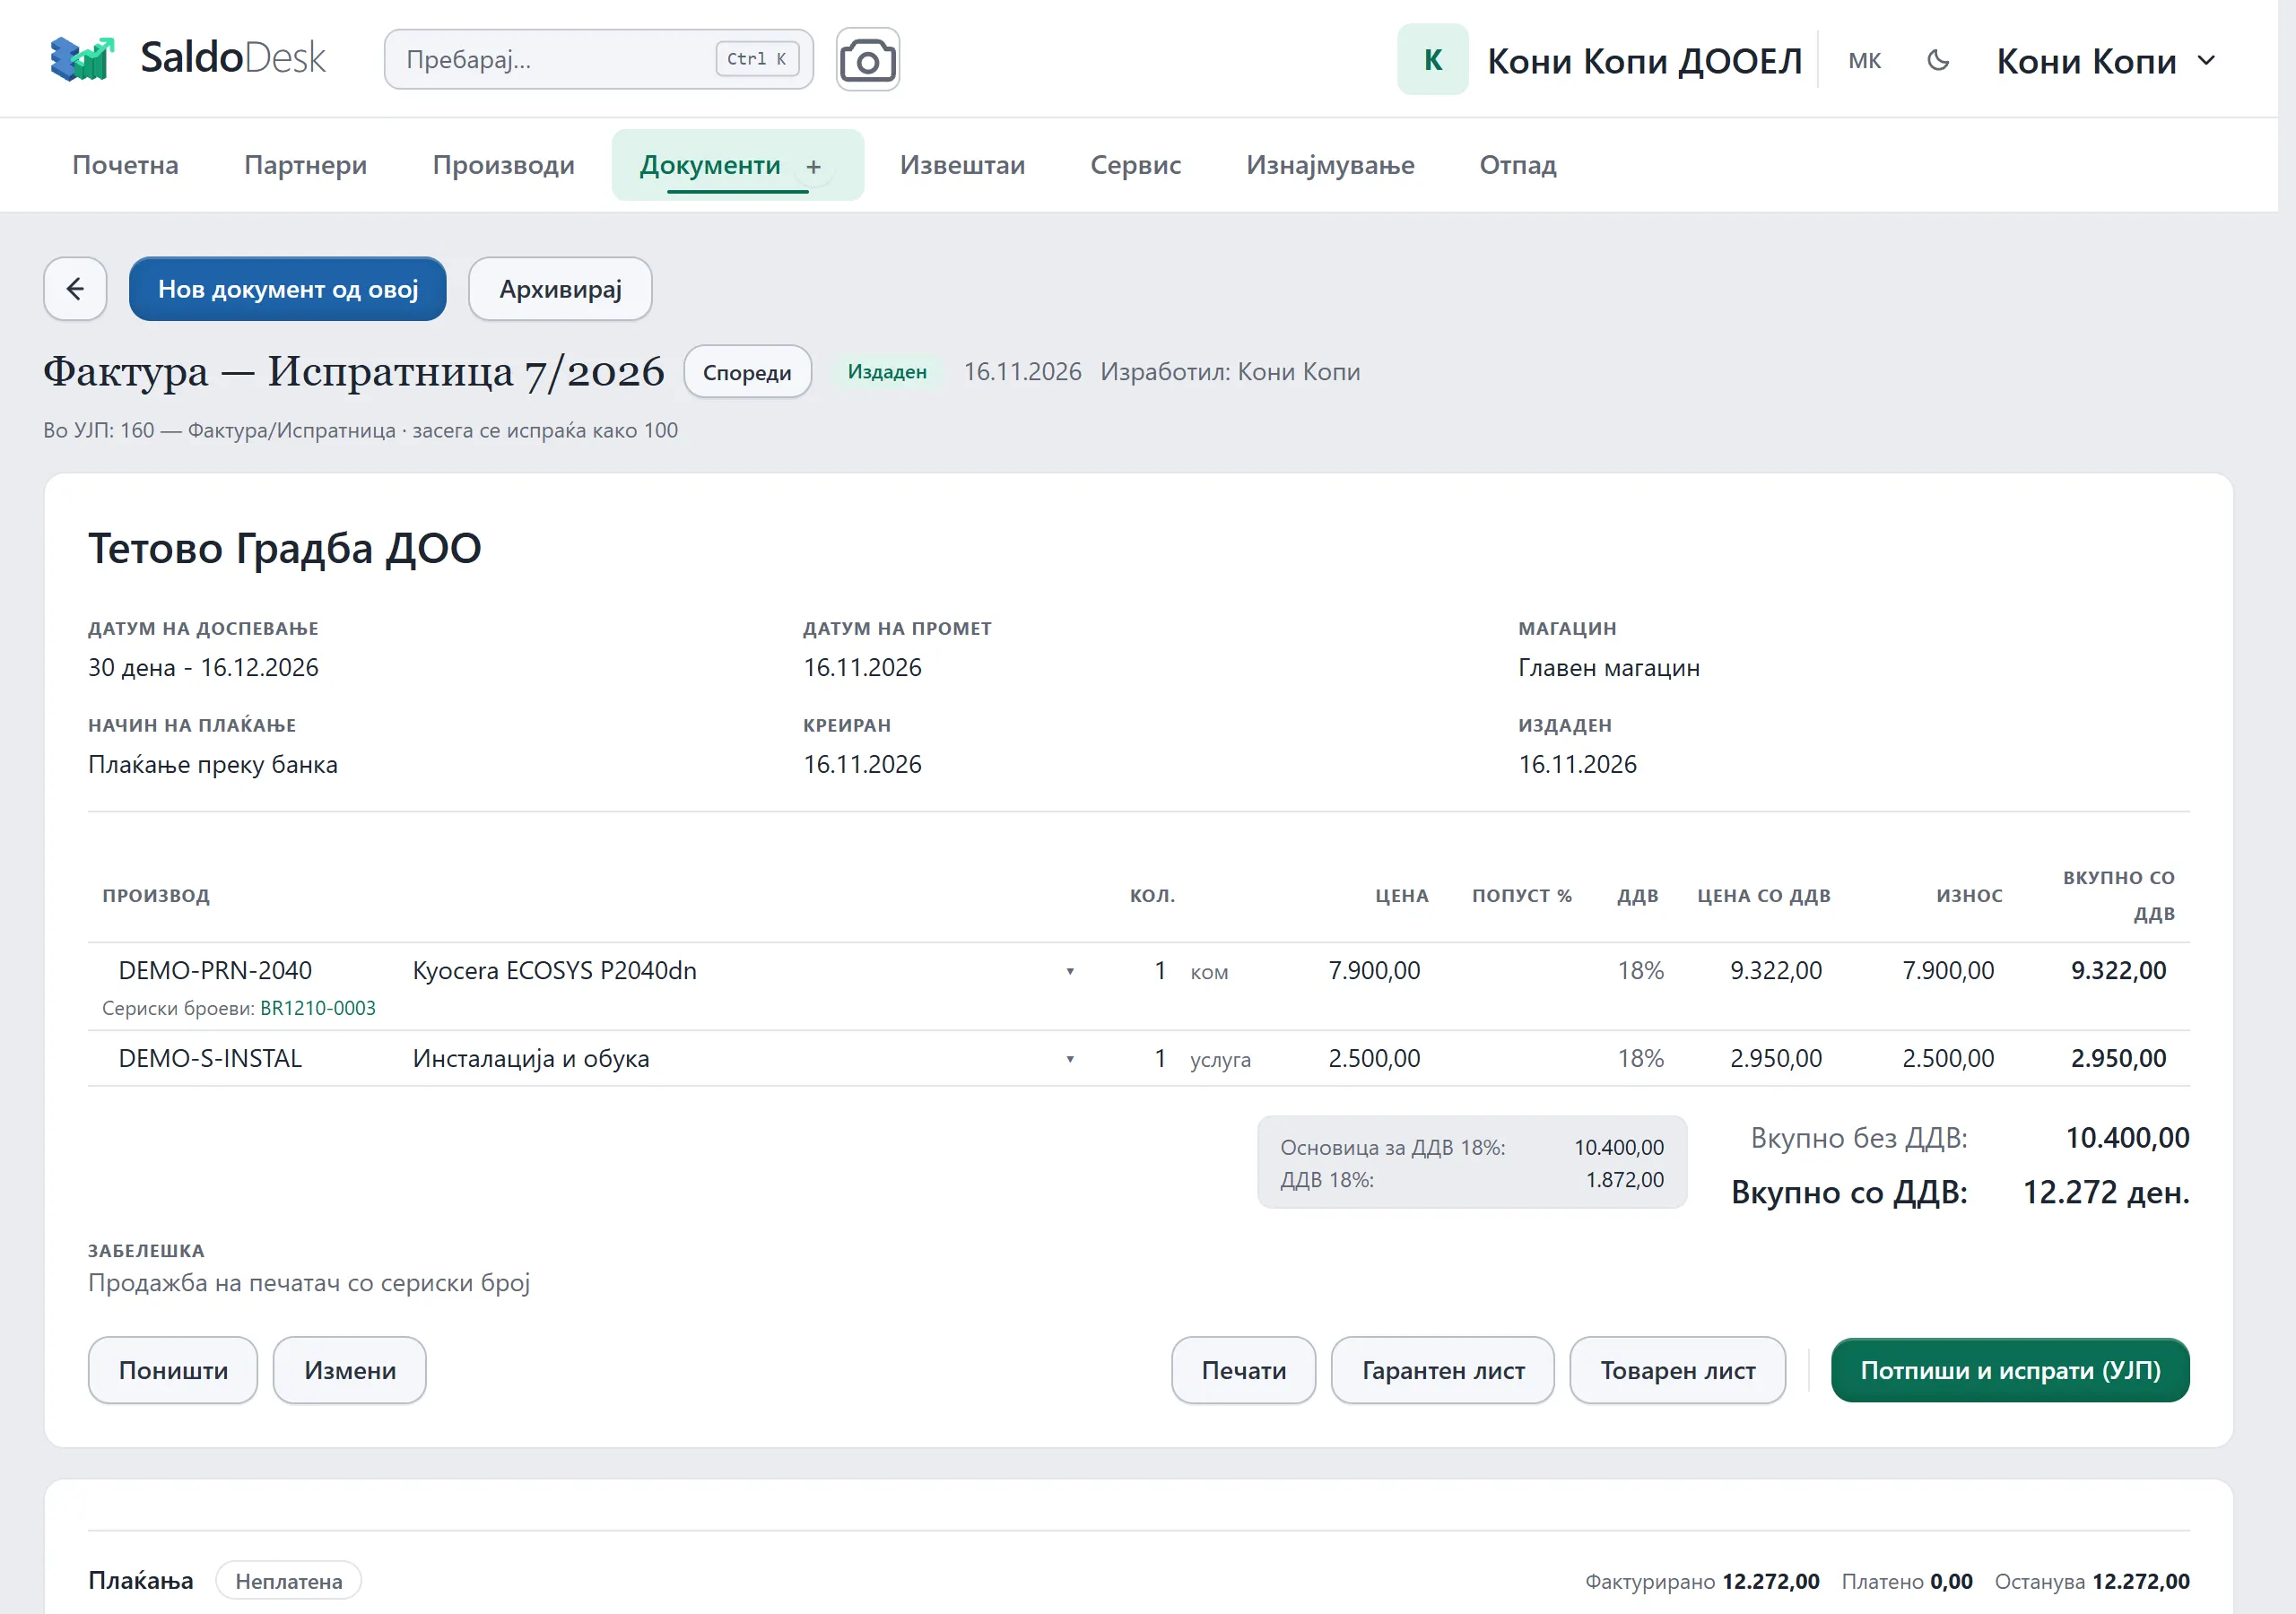 SaldoDesk Пребарај... Ctrl K K Кони Копи ДООЕЛ МК Кони Копи
Почетна Партнери Производи Документи + Извештаи Сервис Изнајмување Отпад
Нов документ од овој Архивирај
Фактура — Испратница 7/2026 Спореди Издаден 16.11.2026 Изработил: Кони Копи
Во УЈП: 160 — Фактура/Испратница · засега се испраќа како 100
Тетово Градба ДОО
ДАТУМ НА ДОСПЕВАЊЕ ДАТУМ НА ПРОМЕТ МАГАЦИН
30 дена - 16.12.2026 16.11.2026 Главен магацин
НАЧИН НА ПЛАЌАЊЕ КРЕИРАН ИЗДАДЕН
Плаќање преку банка 16.11.2026 16.11.2026
ПРОИЗВОД КОЛ. ЦЕНА ПОПУСТ % ДДВ ЦЕНА СО ДДВ ИЗНОС ВКУПНО СО ДДВ
DEMO-PRN-2040 Kyocera ECOSYS P2040dn 1 ком 7.900,00 18% 9.322,00 7.900,00 9.322,00
Сериски броеви: BR1210-0003
DEMO-S-INSTAL Инсталација и обука 1 услуга 2.500,00 18% 2.950,00 2.500,00 2.950,00
Основица за ДДВ 18%: 10.400,00 Вкупно без ДДВ: 10.400,00
ДДВ 18%: 1.872,00 Вкупно со ДДВ: 12.272 ден.
ЗАБЕЛЕШКА
Продажба на печатач со сериски број
Поништи Измени Печати Гарантен лист Товарен лист Потпиши и испрати (УЈП)
Плаќања Неплатена Фактурирано 12.272,00 Платено 0,00 Останува 12.272,00